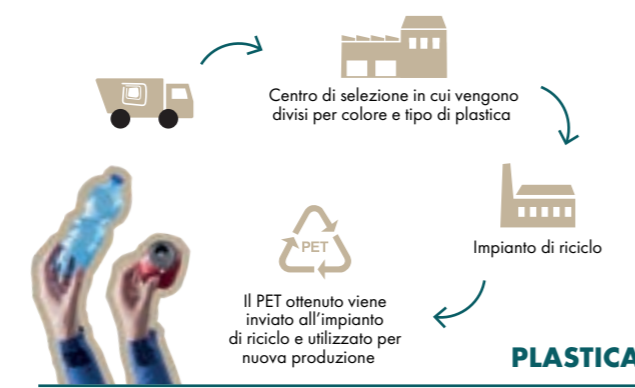 Centro di selezione in cui vengono
divisi per colore e tipo di plastica
Impianto di riciclo
PET
Il PET ottenuto viene
inviato all’impianto
di riciclo e utilizzato per
nuova produzione
PLASTICA